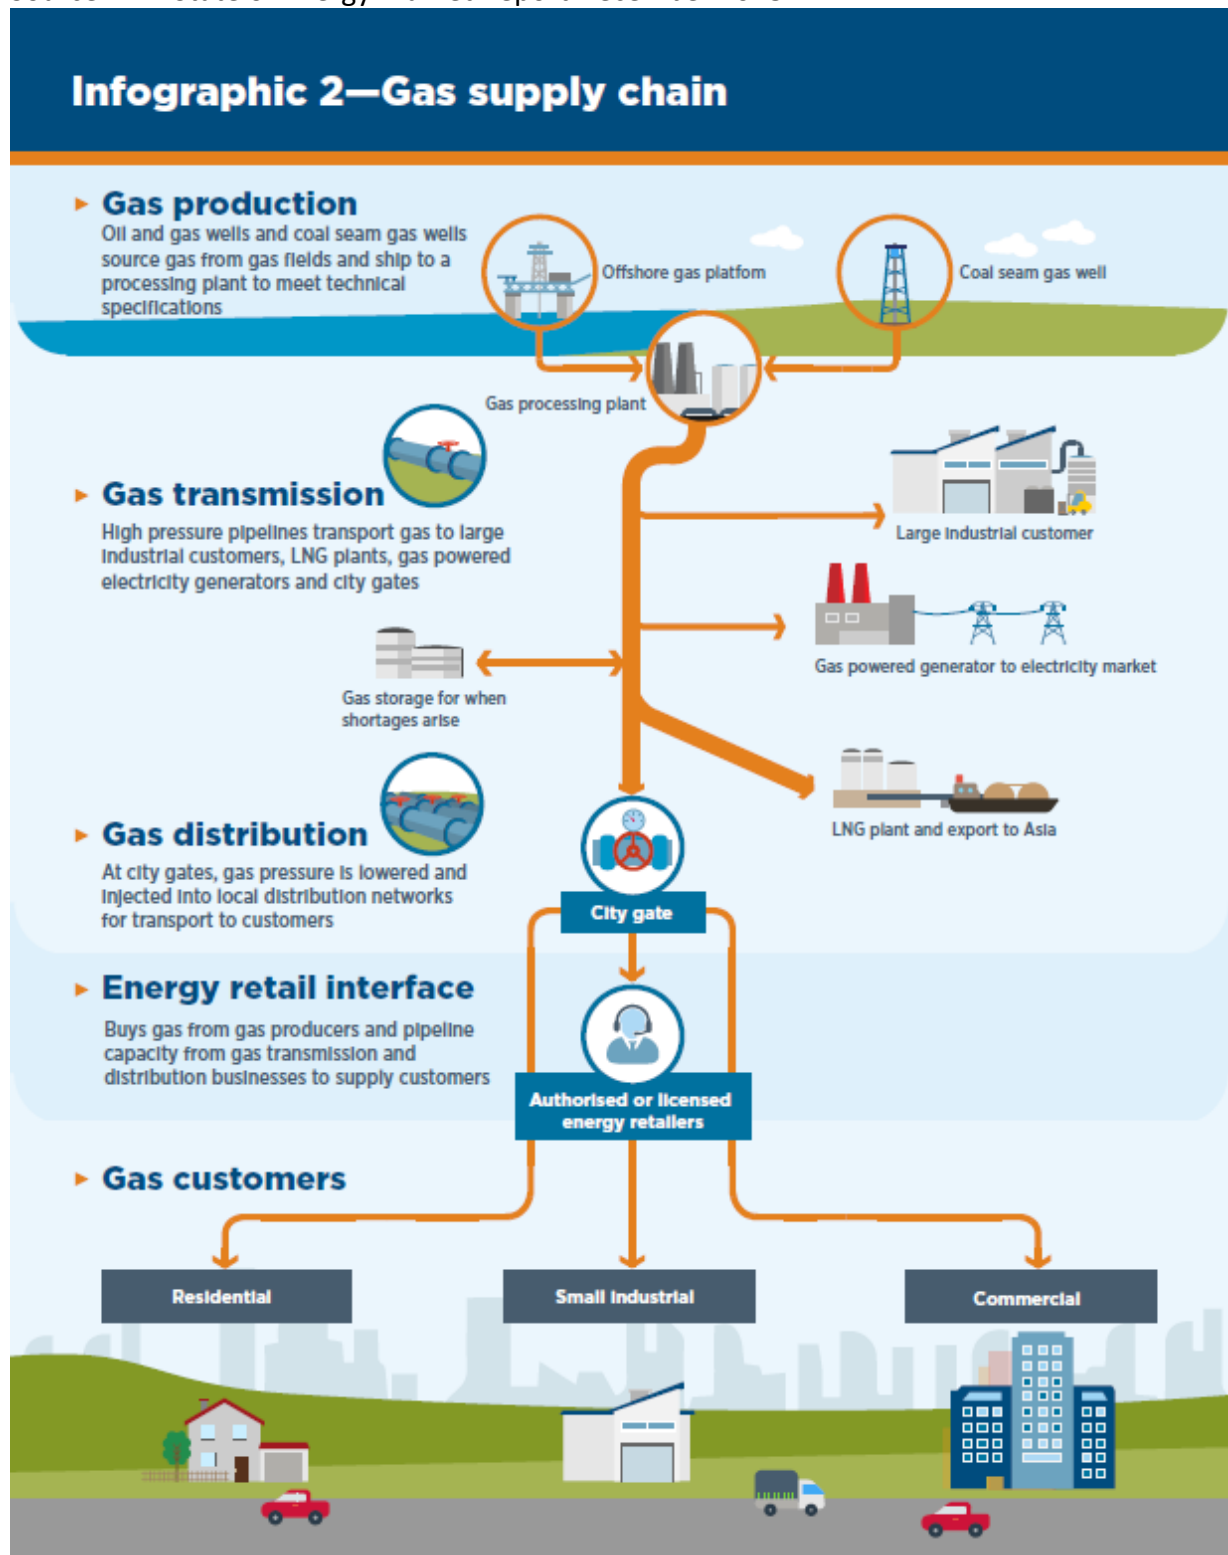 Infographic 2—Gas supply chain
Gas production
Oil and gas wells and coal seam gas wells
source gas from gas fields and ship to a
processing plant to meet technical
specifications
Offshore gas platfom
Coal seam gas well
Gas processing plant
Gas transmission
High pressure pipelines transport gas to large
industrial customers, LNG plants, gas powered
electricity generators and city gates
Large industrial customer
Gas powered generator to electricity market
Gas storage for when
shortages arise
LNG plant and export to Asia
Gas distribution
At city gates, gas pressure is lowered and
injected into local distribution networks
for transport to customers
City gate
Energy retail interface
Buys gas from gas producers and pipeline
capacity from gas transmission and
distribution businesses to supply customers
Authorised or licensed
energy retailers
Gas customers
Residential
Small industrial
Commercial